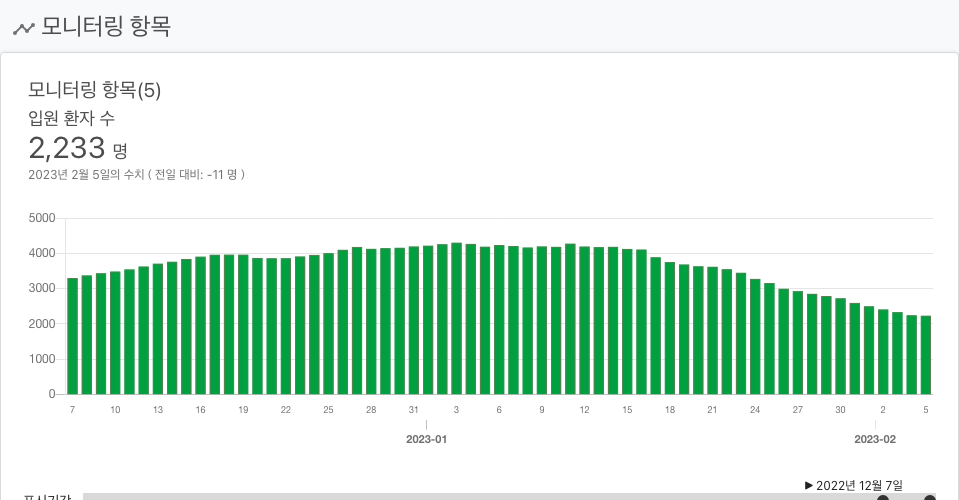 모니터링 항목
모니터링 항목(5)
입원 환자 수
2,233 명
2023년 2월 5일의 수치 ( 전일 대비: -11 명 )
5000
4000
3000
2000
1000
0
7 10 13 16 19 22 25 28 31 3 6 9 12 15 18 21 24 27 30 2 5
2023-01 2023-02
▶ 2022년 12월 7일
표시기간